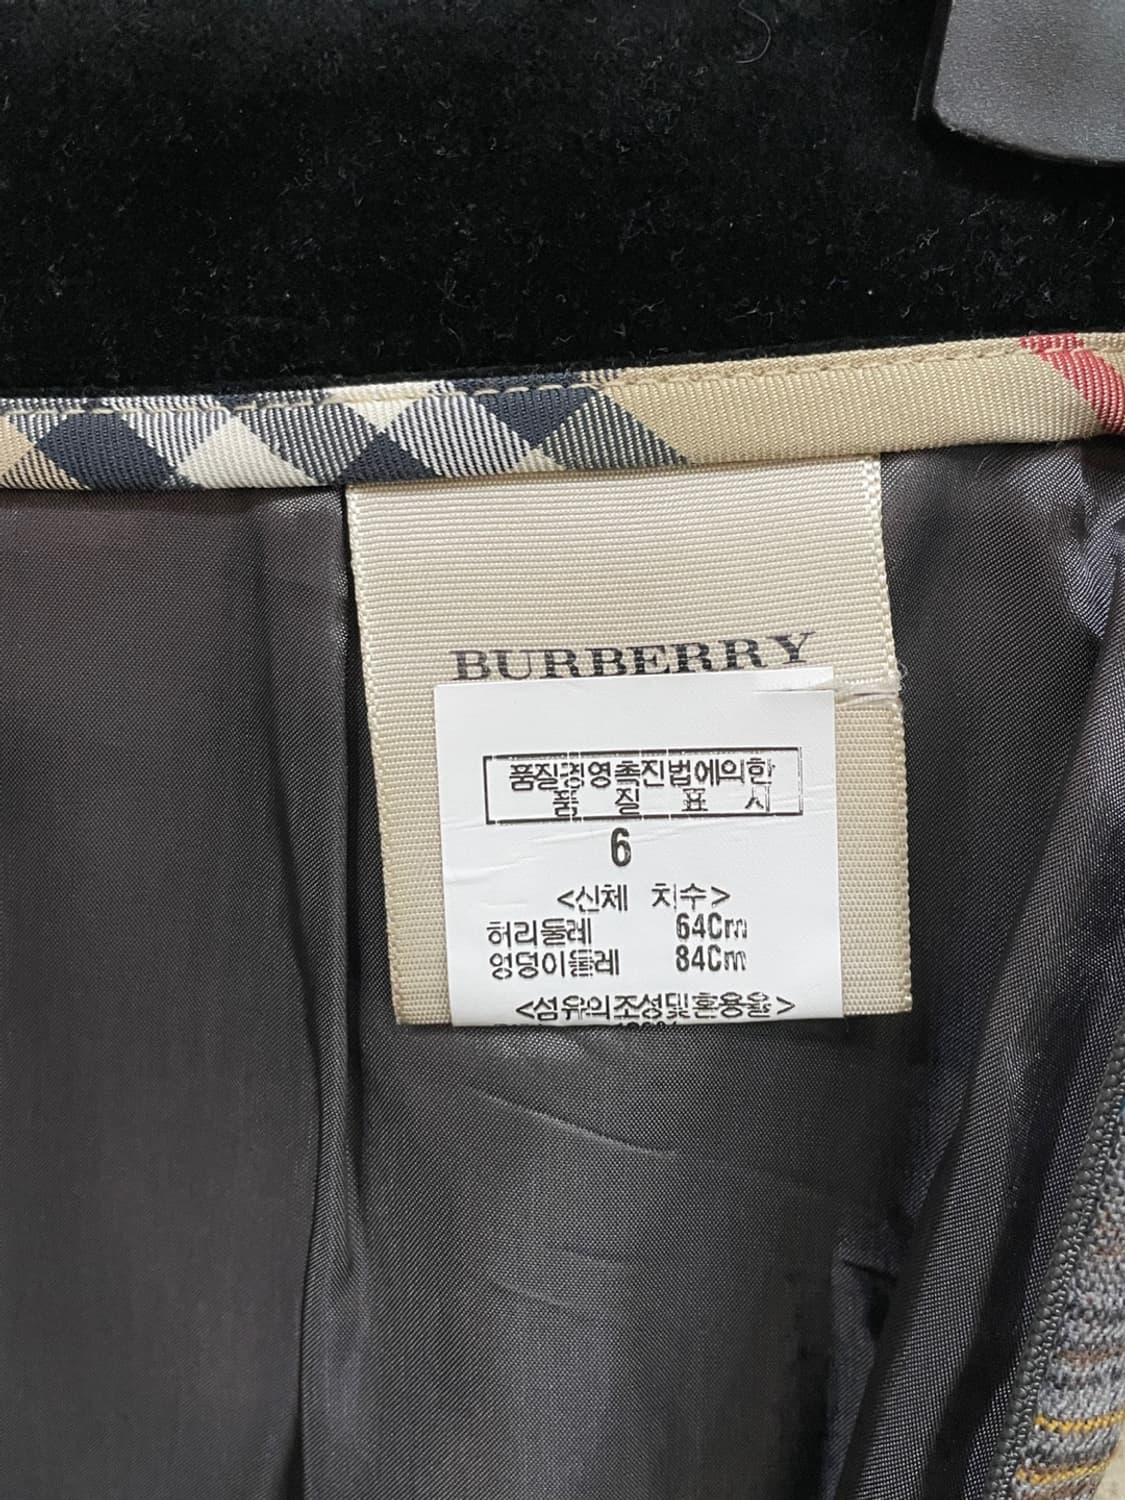 BURBERRY
품질경영촉진법에의한
품 질 표 시
6
<신체 치수>
허리둘레 64Cm
엉덩이둘레 84Cm
<섬유의조성및혼용율>